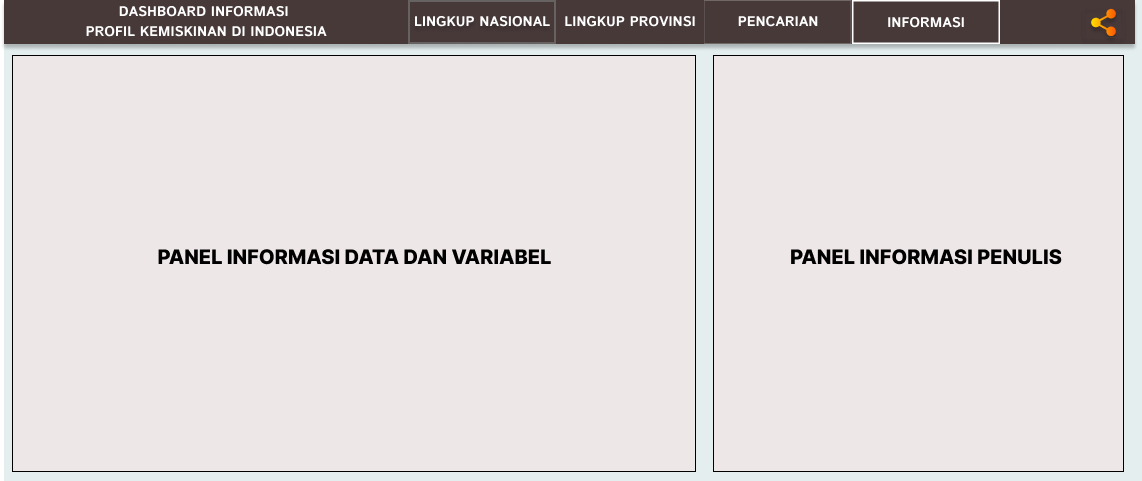 DASHBOARD INFORMASI
PROFIL KEMISKINAN DI INDONESIA
LINGKUP NASIONAL
LINGKUP PROVINSI
PENCARIAN
INFORMASI
PANEL INFORMASI DATA DAN VARIABEL
PANEL INFORMASI PENULIS